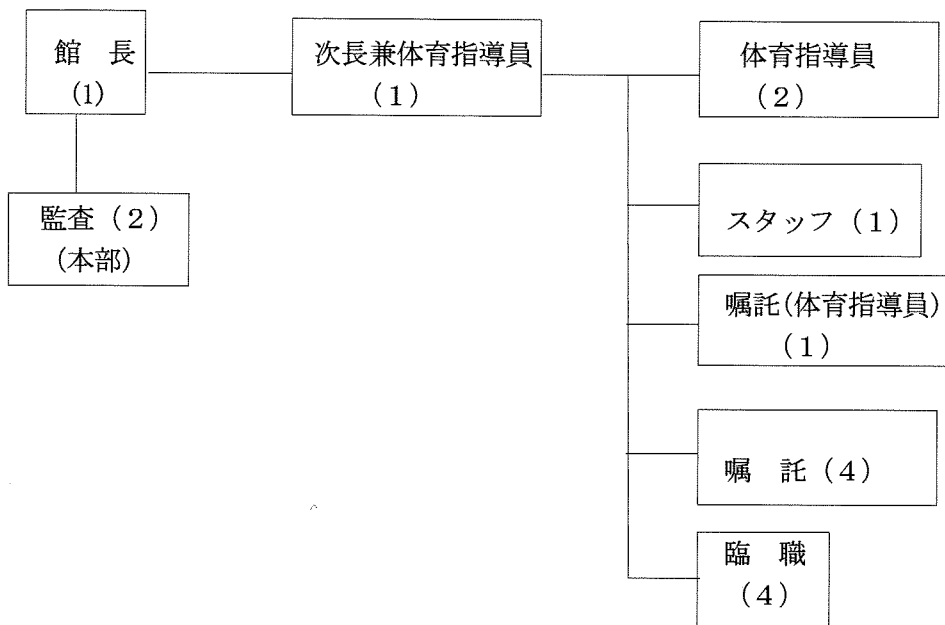 館　長
(1)
次長兼体育指導員
（１）
体育指導員
（２）
監査（２）
(本部)
スタッフ（１）
嘱託(体育指導員)
（１）
嘱　託（４）
臨　職
（４）